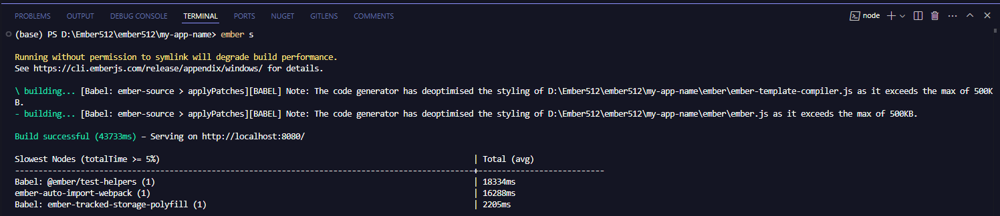 PROBLEMS OUTPUT DEBUG CONSOLE TERMINAL PORTS NUGET GITLENS COMMENTS node
(base) PS D:\Ember512\ember512\my-app-name> ember s
Running without permission to symlink will degrade build performance.
See https://cli.emberjs.com/release/appendix/windows/ for details.
\ building... [Babel: ember-source > applyPatches][BABEL] Note: The code generator has deoptimised the styling of D:\Ember512\ember512\my-app-name\ember\ember-template-compiler.js as it exceeds the max of 500K
B.
- building... [Babel: ember-source > applyPatches][BABEL] Note: The code generator has deoptimised the styling of D:\Ember512\ember512\my-app-name\ember\ember.js as it exceeds the max of 500KB.
Build successful (43733ms) – Serving on http://localhost:8080/
Slowest Nodes (totalTime >= 5%) | Total (avg)
-----------------------------------------------------------------------------------------------+---------------------------
Babel: @ember/test-helpers (1) | 18334ms
ember-auto-import-webpack (1) | 16288ms
Babel: ember-tracked-storage-polyfill (1) | 2205ms